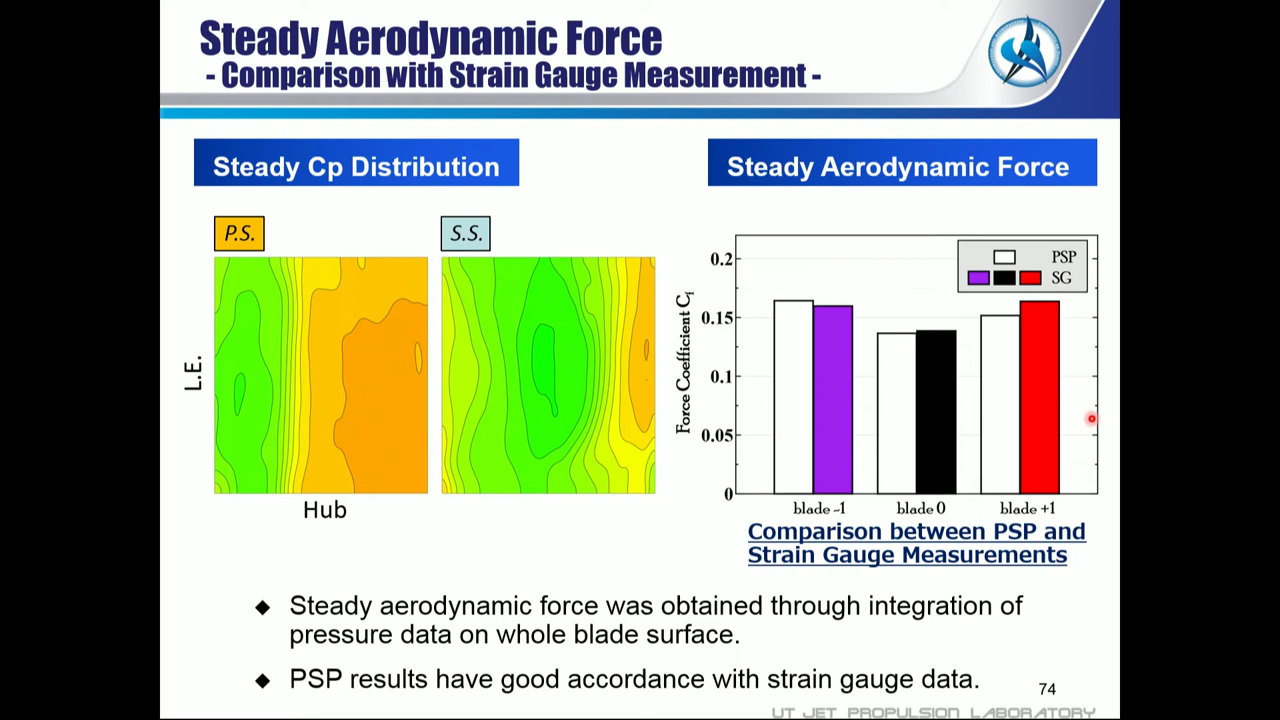 Steady Aerodynamic Force
- Comparison with Strain Gauge Measurement -
Steady Cp Distribution
Steady Aerodynamic Force
P.S.
S.S.
L.E.
Hub
Force Coefficient Cf
0.2
0.15
0.1
0.05
0
PSP
SG
blade -1
blade 0
blade +1
Comparison between PSP and
Strain Gauge Measurements
◆ Steady aerodynamic force was obtained through integration of
pressure data on whole blade surface.
◆ PSP results have good accordance with strain gauge data.
74
UT JET PROPULSION LABORATORY